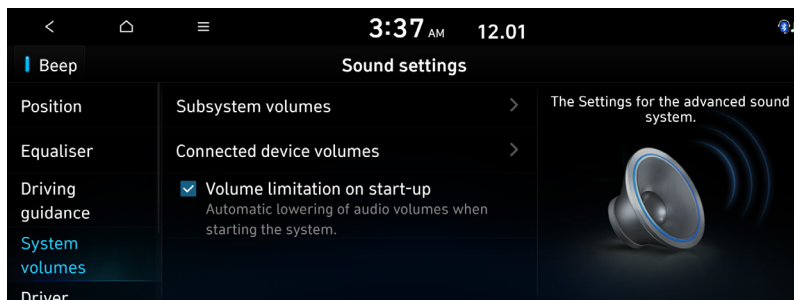 3:37 AM 12.01
Beep
Sound settings
Position
Equaliser
Driving
guidance
System
volumes
Driver
Subsystem volumes
Connected device volumes
Volume limitation on start-up
Automatic lowering of audio volumes when
starting the system.
The Settings for the advanced sound
system.